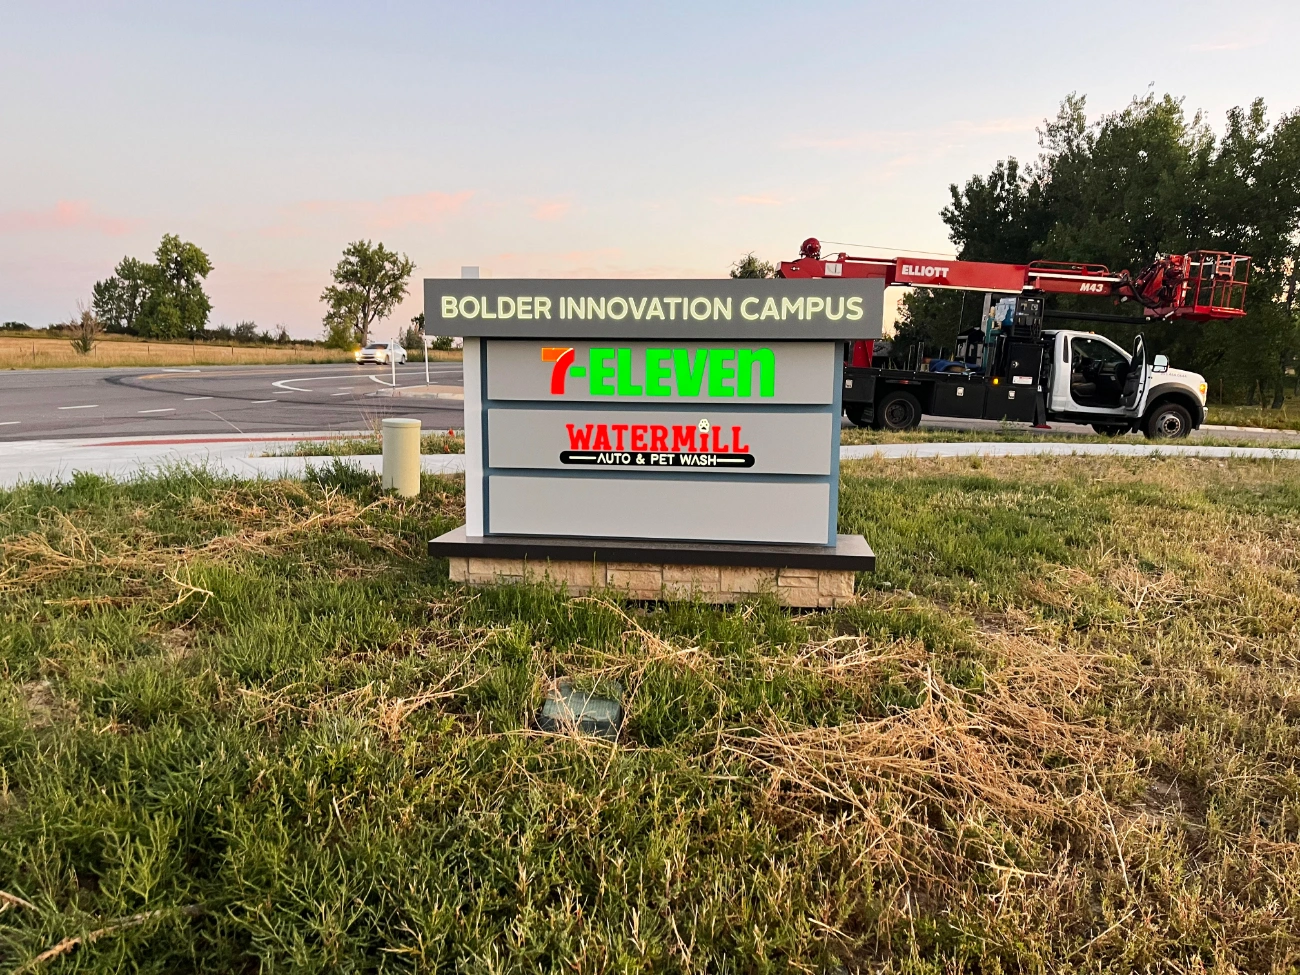 ELLIOTT
M43
BOLDER INNOVATION CAMPUS
7-ELEVEn
WATERMiLL
AUTO & PET WASH